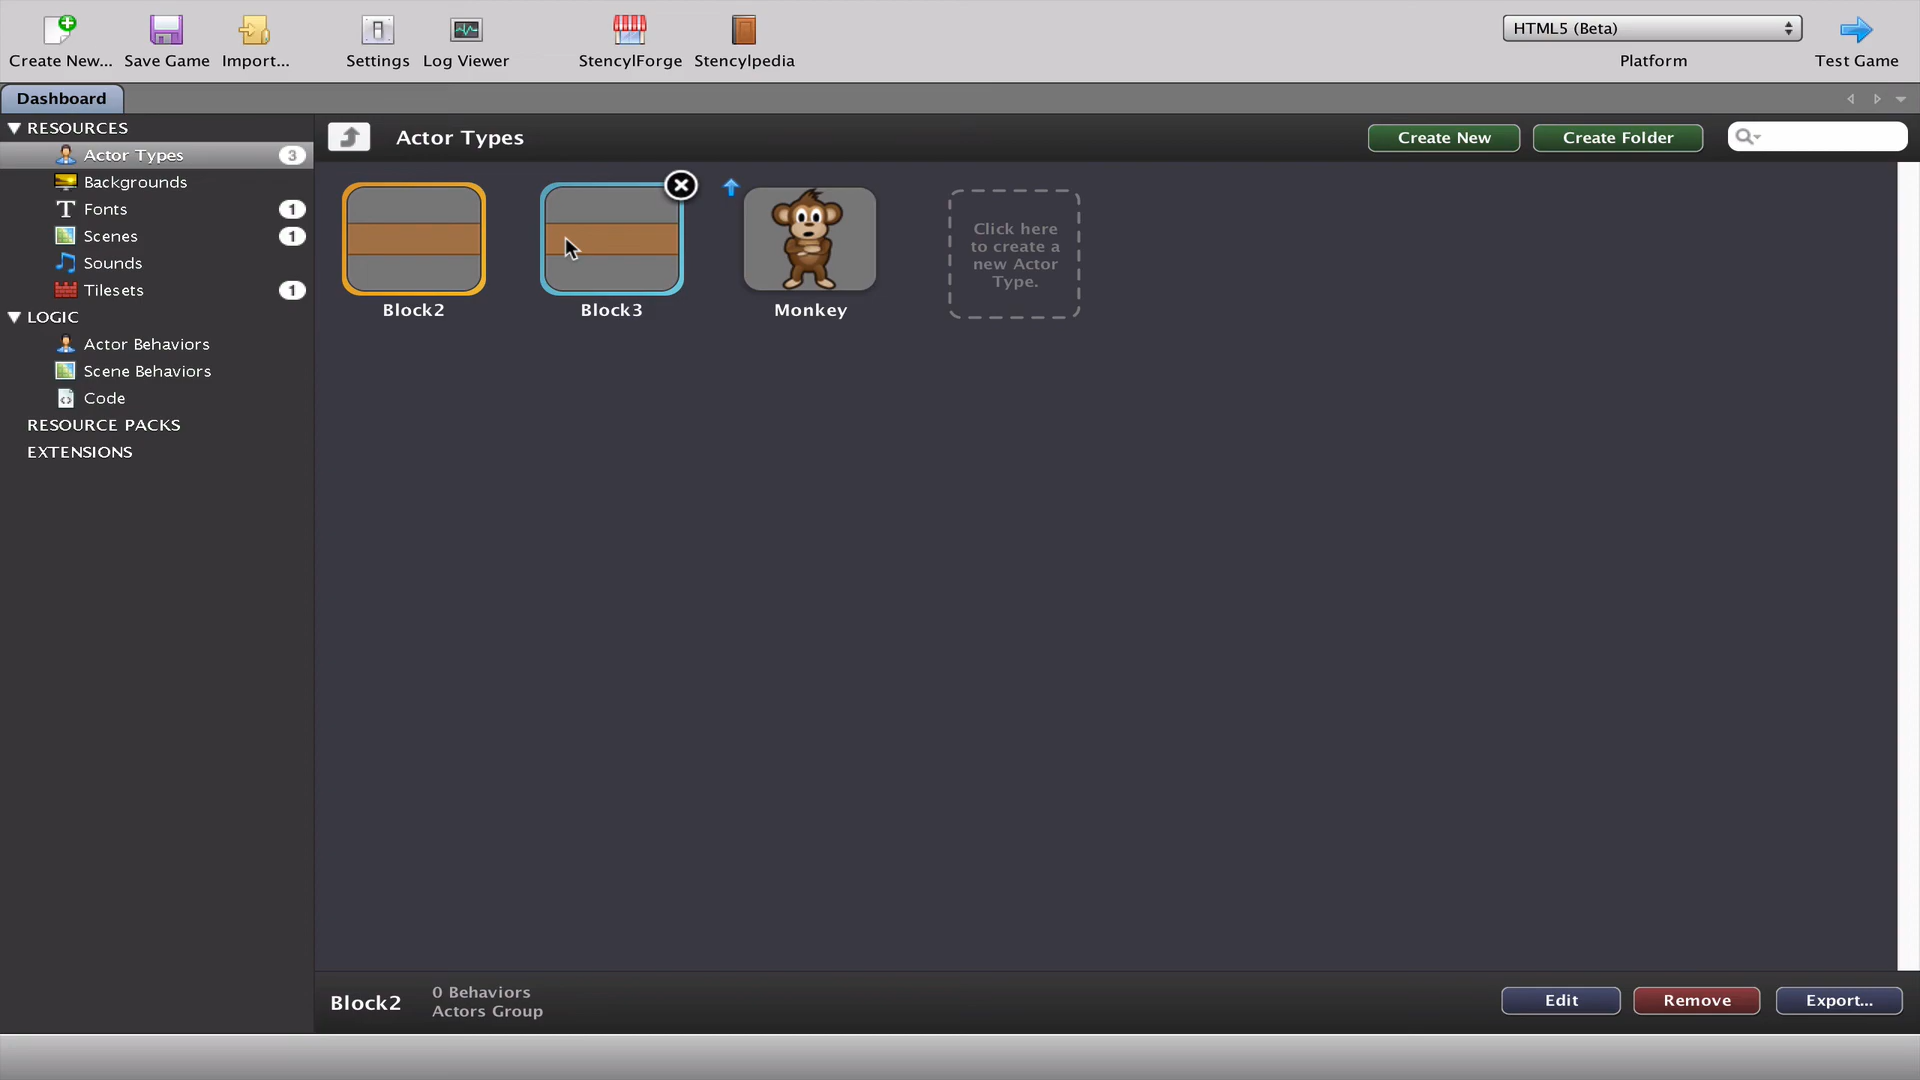 Create New... Save Game Import... Settings Log Viewer StencylForge Stencylpedia HTML5 (Beta) Platform Test Game
Dashboard
RESOURCES
Actor Types 3
Backgrounds
Fonts 1
Scenes 1
Sounds
Tilesets 1
LOGIC
Actor Behaviors
Scene Behaviors
Code
RESOURCE PACKS
EXTENSIONS
Actor Types Create New Create Folder
Block2 Block3 Monkey
Click here
to create a
new Actor
Type.
Block2
0 Behaviors
Actors Group
Edit Remove Export...